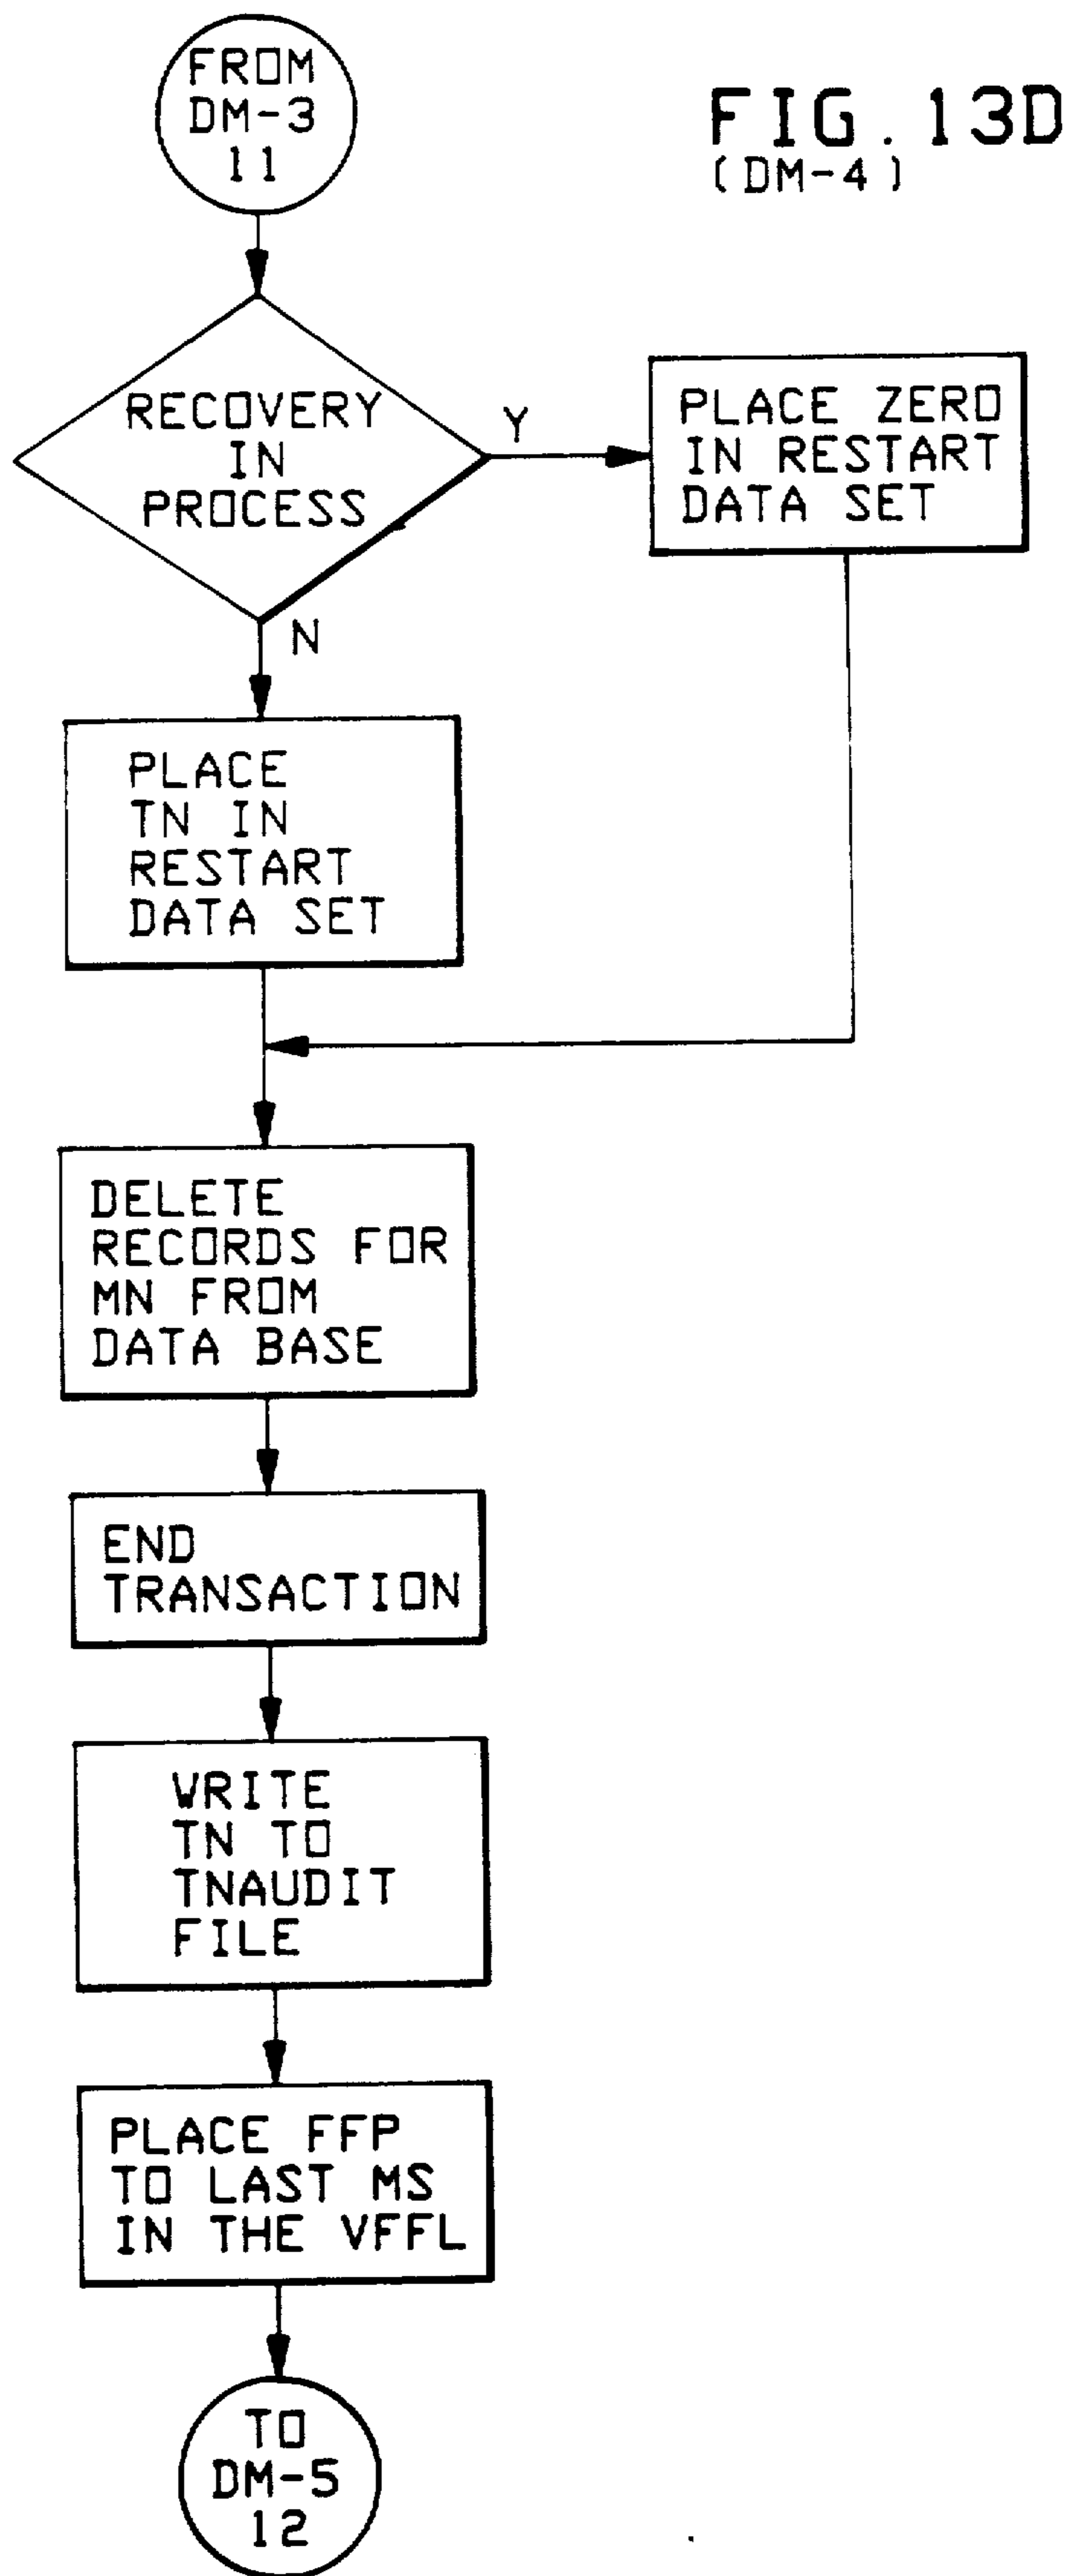 FROM
DM-3
11
FIG. 13D
(DM-4)
RECOVERY
IN
PROCESS
Y
PLACE ZERO
IN RESTART
DATA SET
N
PLACE
TN IN
RESTART
DATA SET
DELETE
RECORDS FOR
MN FROM
DATA BASE
END
TRANSACTION
WRITE
TN TO
TNAUDIT
FILE
PLACE FFP
TO LAST MS
IN THE VFFL
TO
DM-5
12